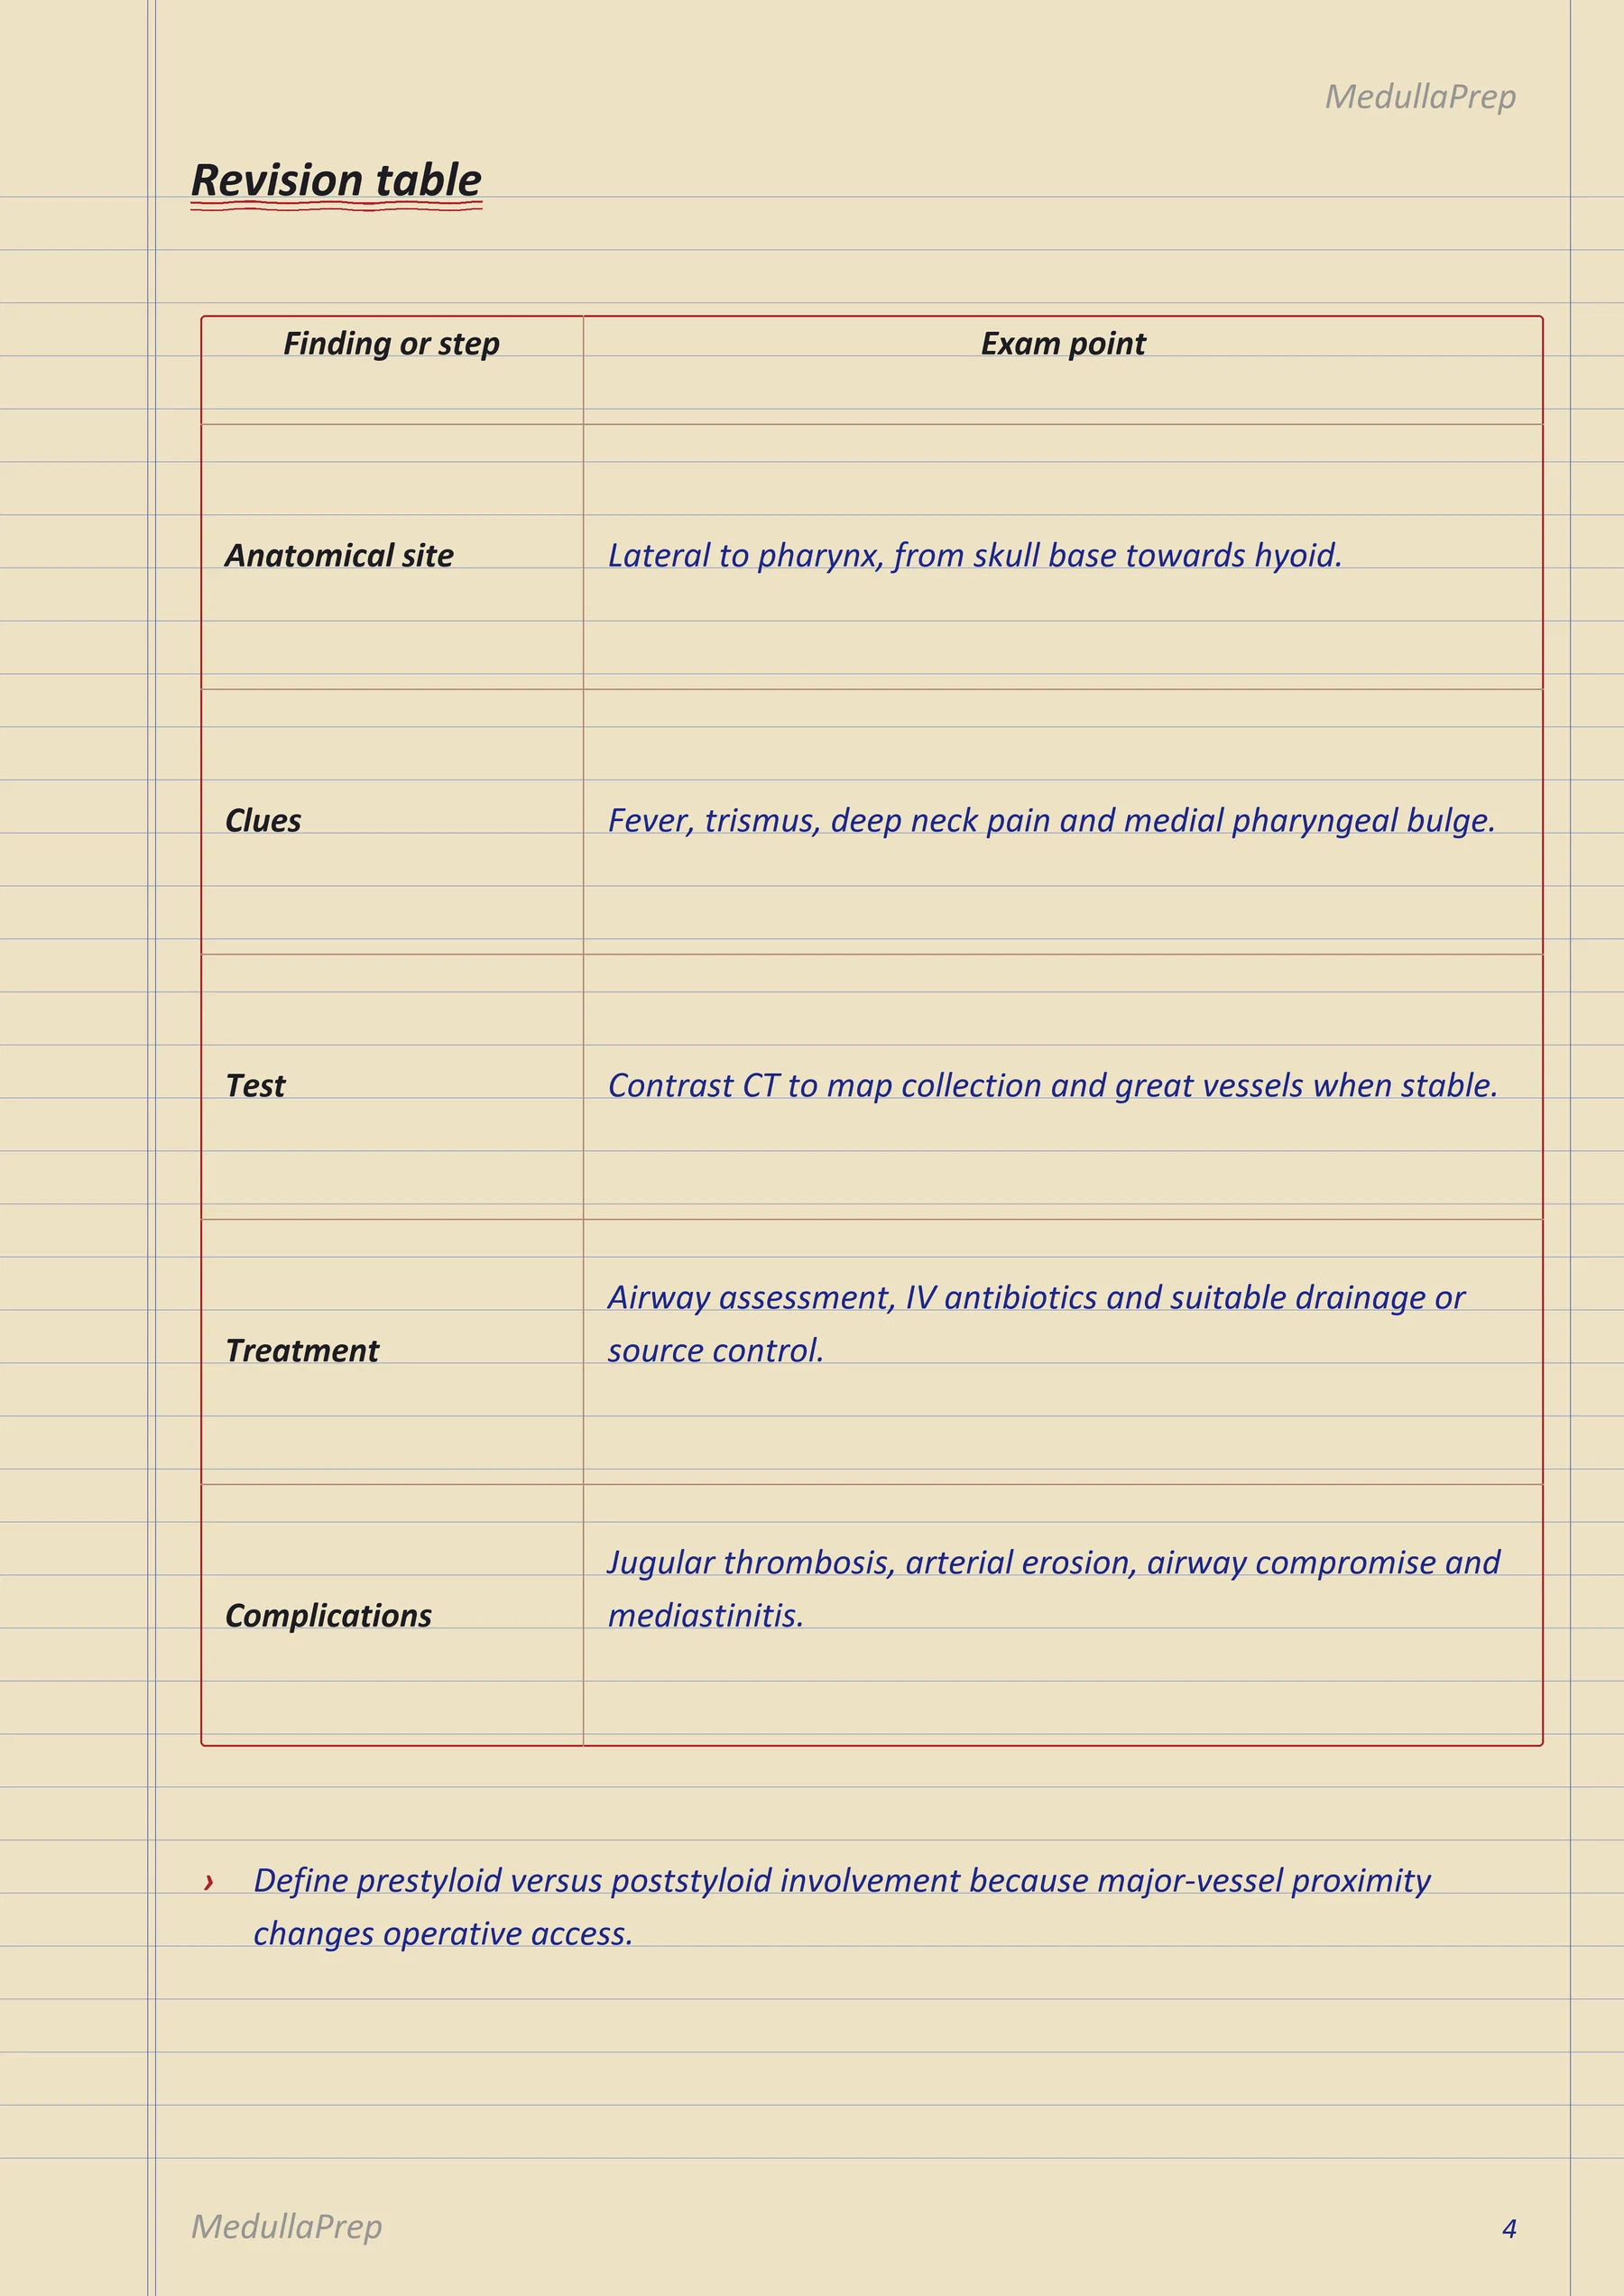 MedullaPrep
Revision table
Finding or step
Exam point
Anatomical site
Lateral to pharynx, from skull base towards hyoid.
Clues
Fever, trismus, deep neck pain and medial pharyngeal bulge.
Test
Contrast CT to map collection and great vessels when stable.
Treatment
Airway assessment, IV antibiotics and suitable drainage or
source control.
Complications
Jugular thrombosis, arterial erosion, airway compromise and
mediastinitis.
› Define prestyloid versus poststyloid involvement because major-vessel proximity
changes operative access.
MedullaPrep
4